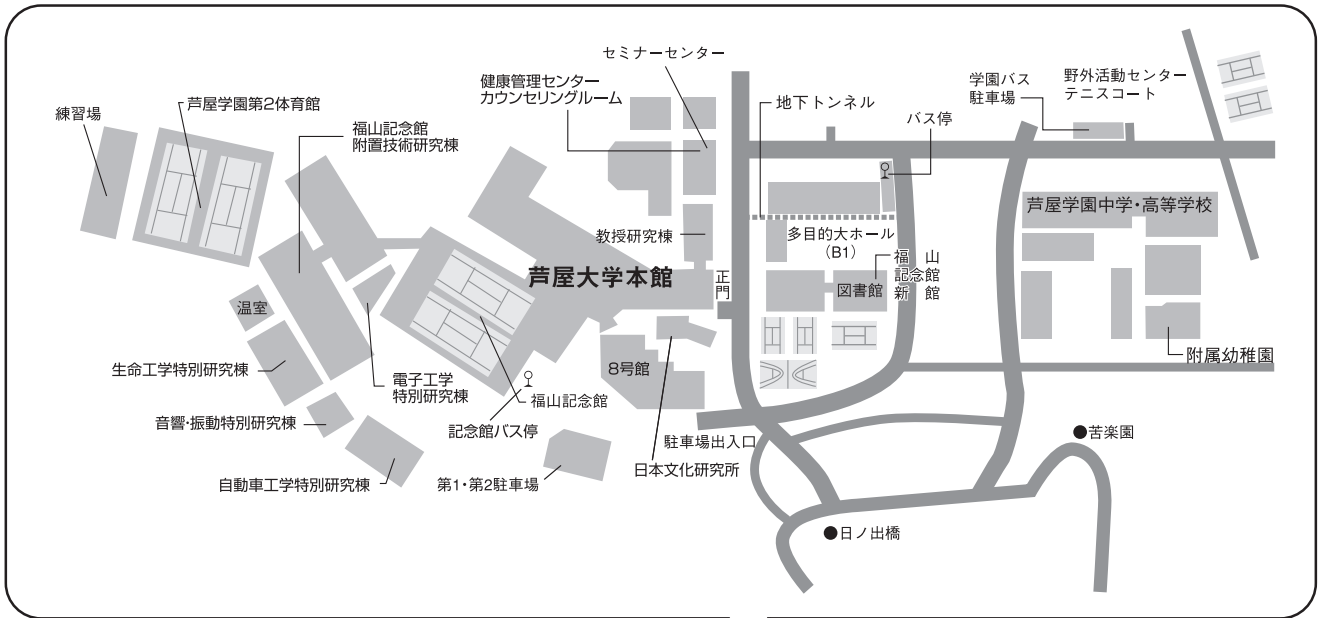 セミナーセンター
健康管理センター
カウンセリングルーム
地下トンネル
バス停
学園バス
駐車場
野外活動センター
テニスコート
練習場
芦屋学園第2体育館
福山記念館
附置技術研究棟
教授研究棟
多目的大ホール
(B1)
芦屋学園中学・高等学校
芦屋大学本館
正門
図書館
福山
記念館
新館
温室
生命工学特別研究棟
電子工学
特別研究棟
福山記念館
8号館
附属幼稚園
音響・振動特別研究棟
記念館バス停
駐車場出入口
日本文化研究所
●苦楽園
自動車工学特別研究棟
第1・第2駐車場
●日ノ出橋